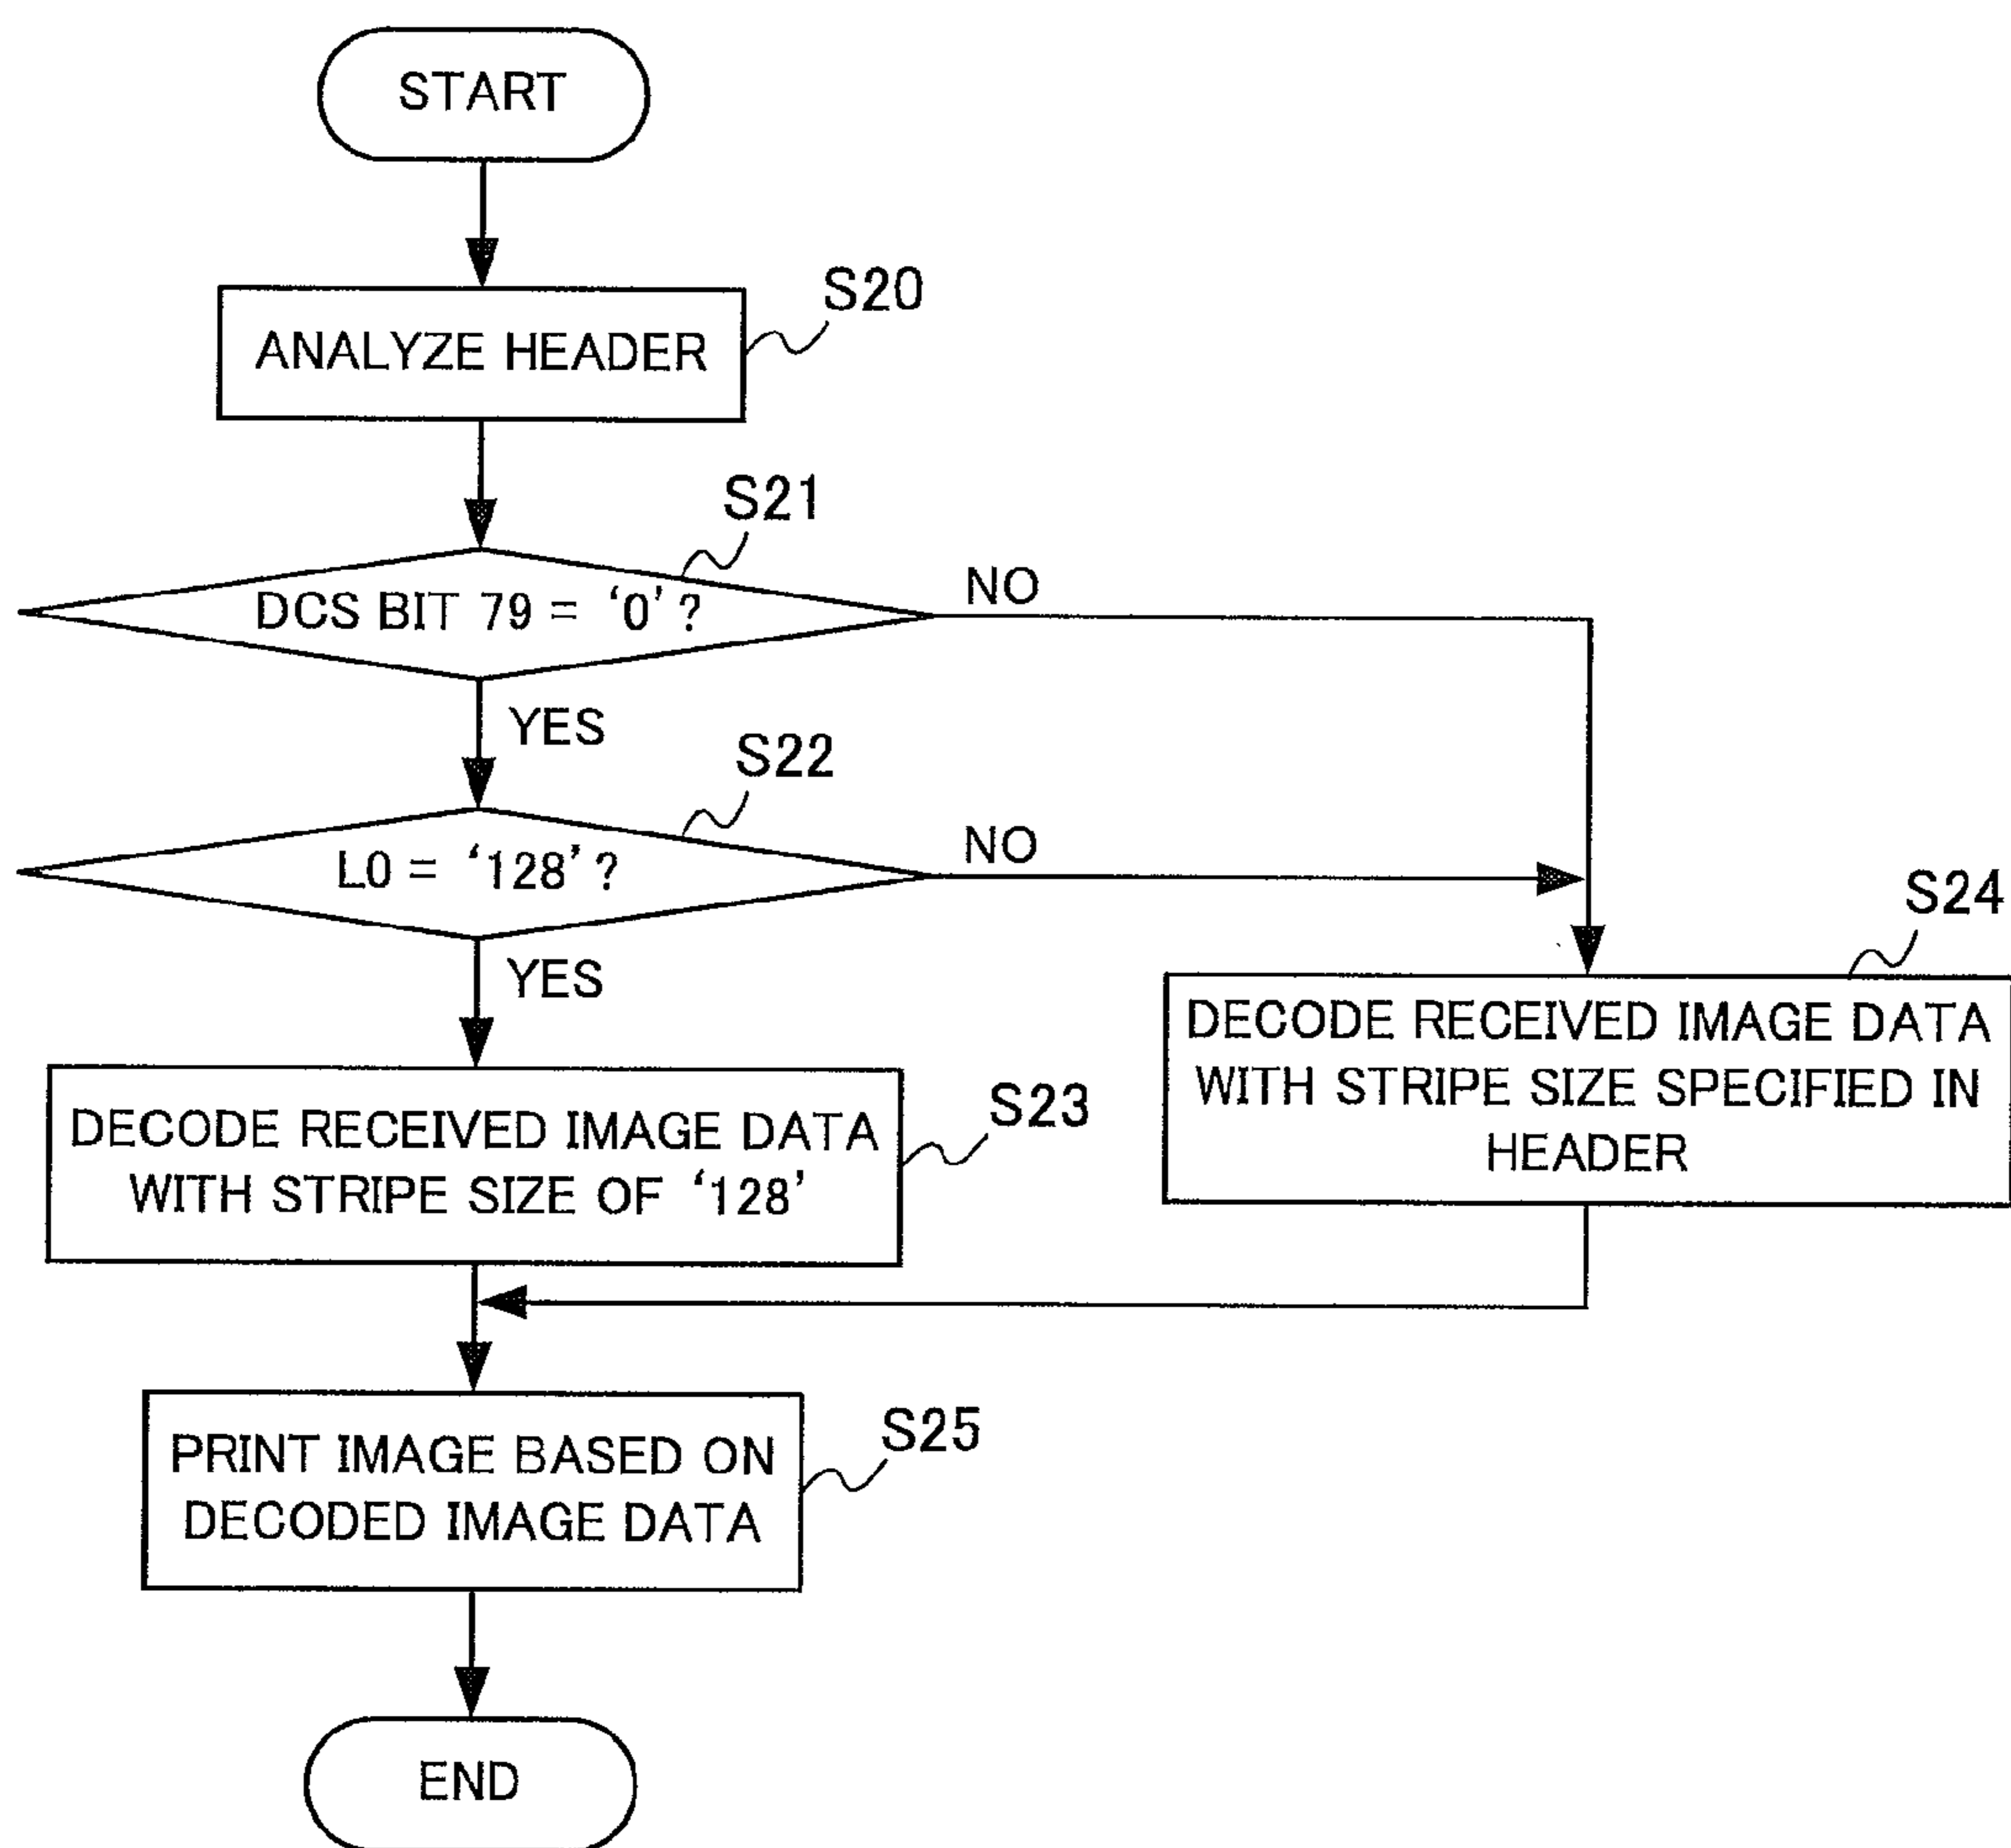 START
S20
ANALYZE HEADER
S21
DCS BIT 79 = ‘0’?
NO
YES
S22
L0 = ‘128’?
NO
YES
S24
DECODE RECEIVED IMAGE DATA
WITH STRIPE SIZE SPECIFIED IN
HEADER
S23
DECODE RECEIVED IMAGE DATA
WITH STRIPE SIZE OF ‘128’
S25
PRINT IMAGE BASED ON
DECODED IMAGE DATA
END